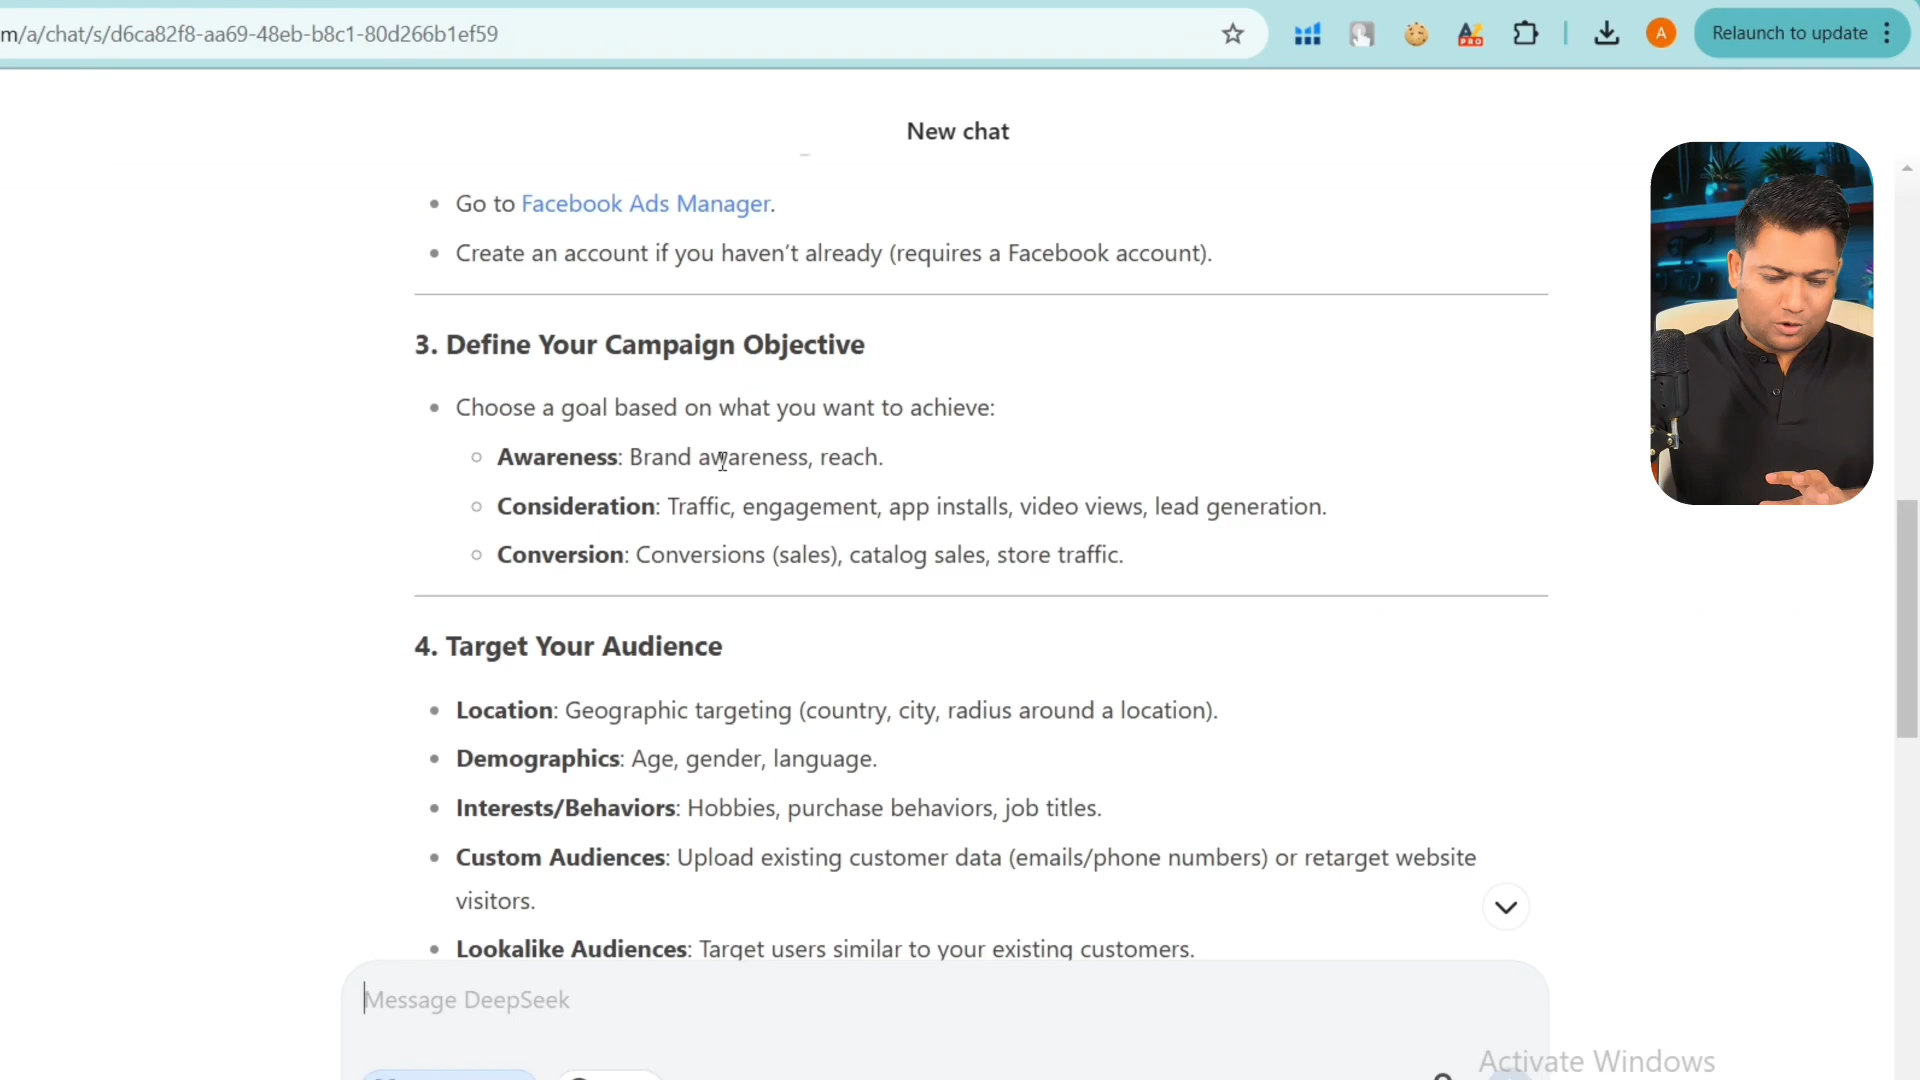 m/a/chat/s/d6ca82f8-aa69-48eb-b8c1-80d266b1ef59
PRO
A
Relaunch to update
New chat
Go to Facebook Ads Manager.
Create an account if you haven’t already (requires a Facebook account).
3. Define Your Campaign Objective
Choose a goal based on what you want to achieve:
Awareness: Brand awareness, reach.
Consideration: Traffic, engagement, app installs, video views, lead generation.
Conversion: Conversions (sales), catalog sales, store traffic.
4. Target Your Audience
Location: Geographic targeting (country, city, radius around a location).
Demographics: Age, gender, language.
Interests/Behaviors: Hobbies, purchase behaviors, job titles.
Custom Audiences: Upload existing customer data (emails/phone numbers) or retarget website
visitors.
Lookalike Audiences: Target users similar to your existing customers.
Message DeepSeek
Activate Windows